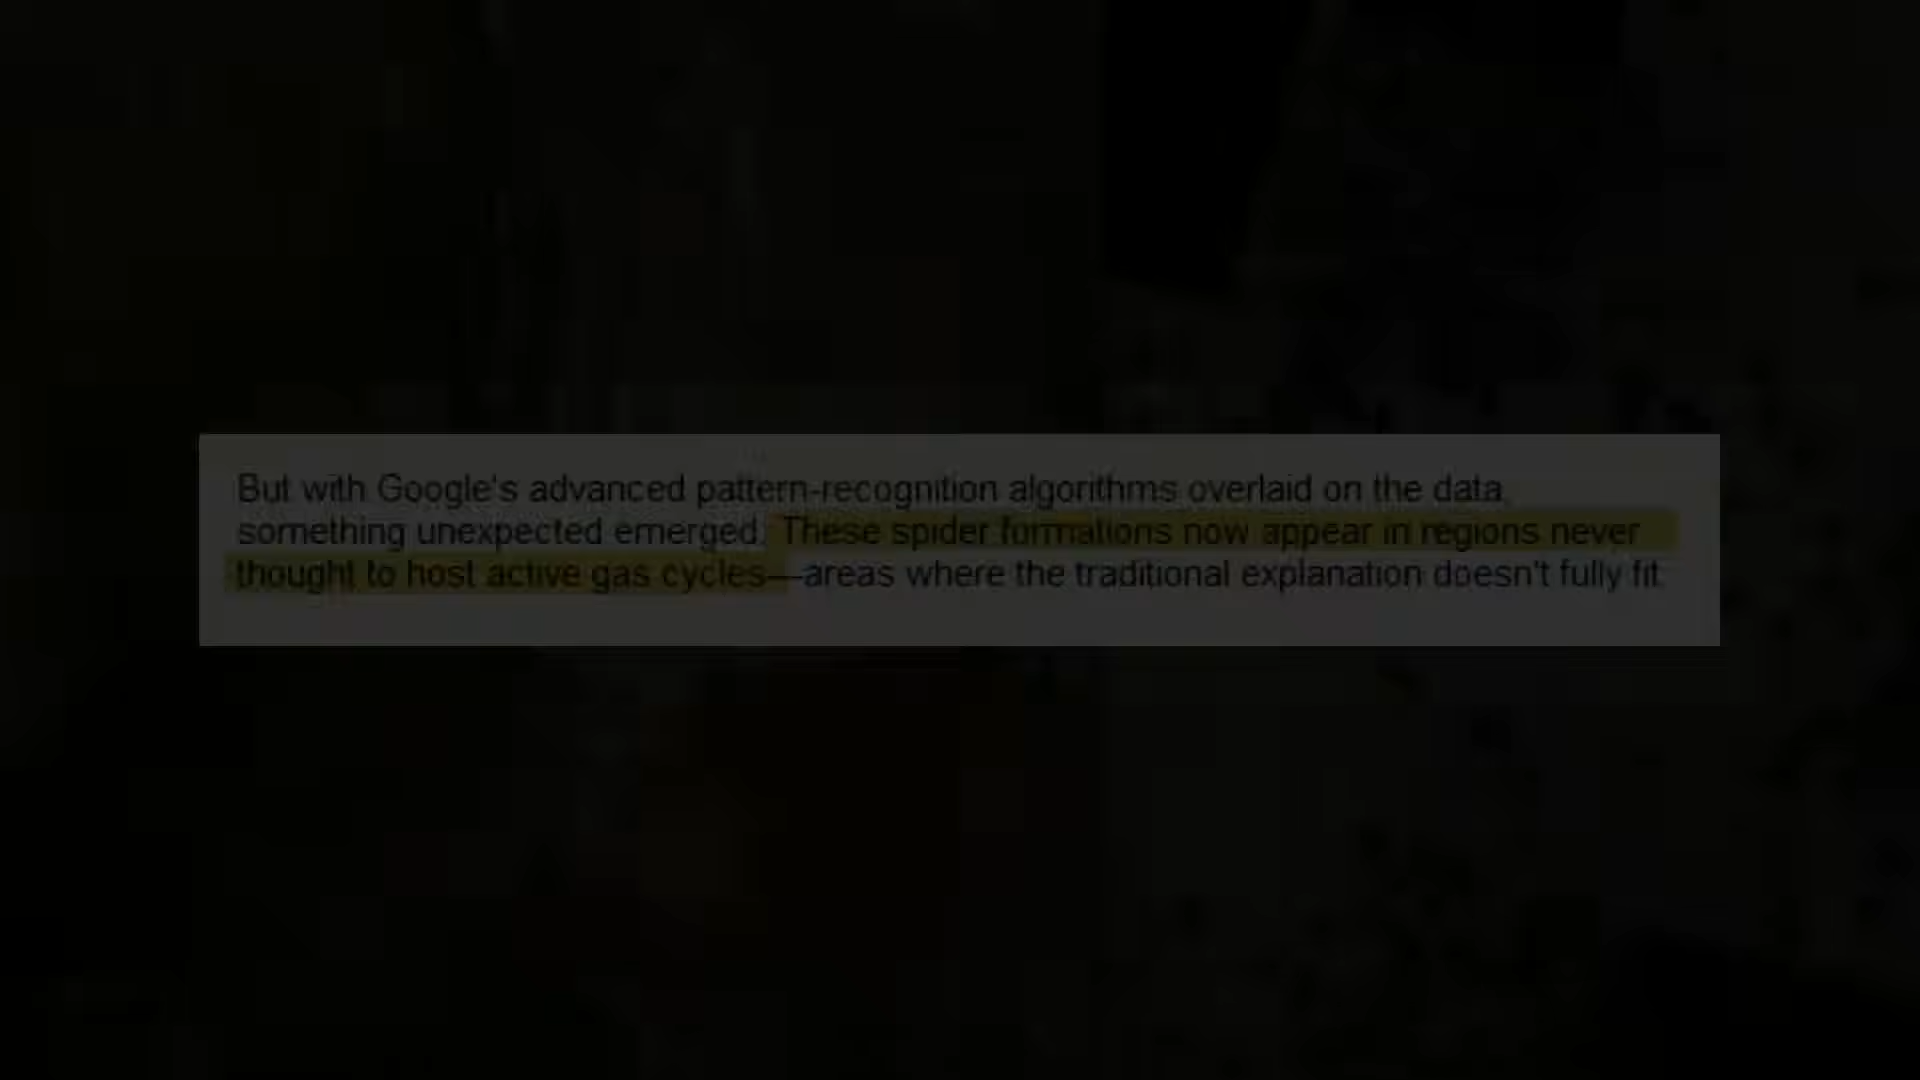 But with Google's advanced pattern-recognition algorithms overlaid on the data,
something unexpected emerged. These spider formations now appear in regions never
thought to host active gas cycles—areas where the traditional explanation doesn't fully fit.